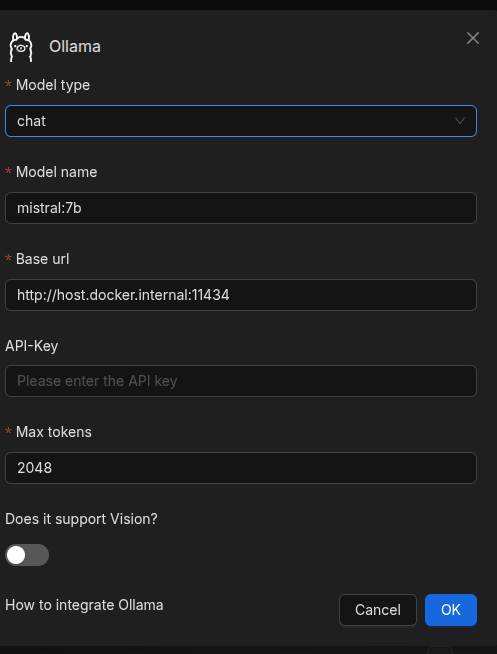 Ollama
* Model type
chat
* Model name
mistral:7b
* Base url
http://host.docker.internal:11434
API-Key
Please enter the API key
* Max tokens
2048
Does it support Vision?
How to integrate Ollama
Cancel
OK